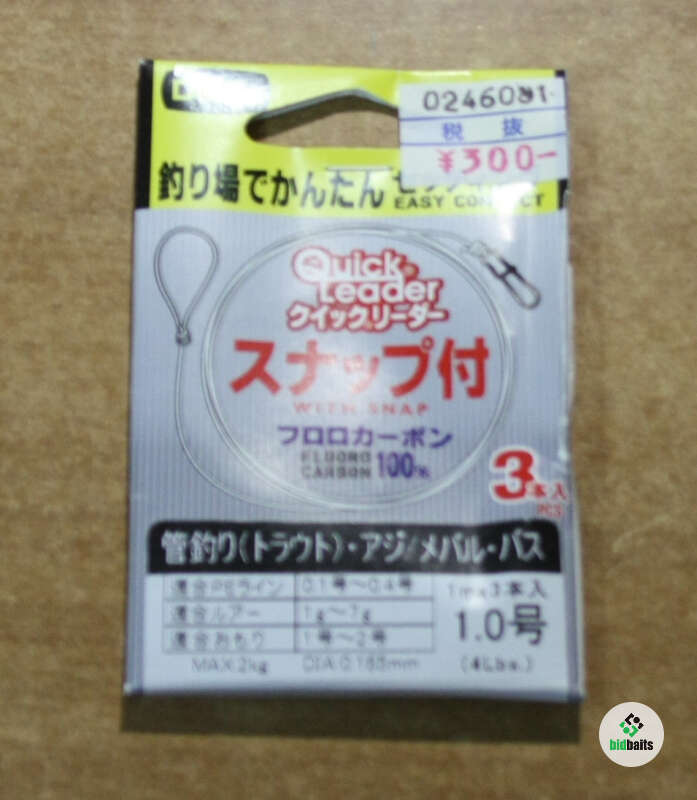 0246091
税 抜
¥300-
釣り場でかんたん
EASY CONNECT
Quick
Leader
クイックリーダー
スナップ付
WITH SNAP
フロロカーボン
FLUORO
CARBON 100%
3本入
PCS
管釣り(トラウト)・アジ/メバル・バス
適合PEライン 0.1号〜0.4号
1m×3本入
適合ルアー 1g〜7g
1.0号
適合おもり 1号〜2号
MAX.2kg DIA.0.165mm (4Lbs.)
bidbaits